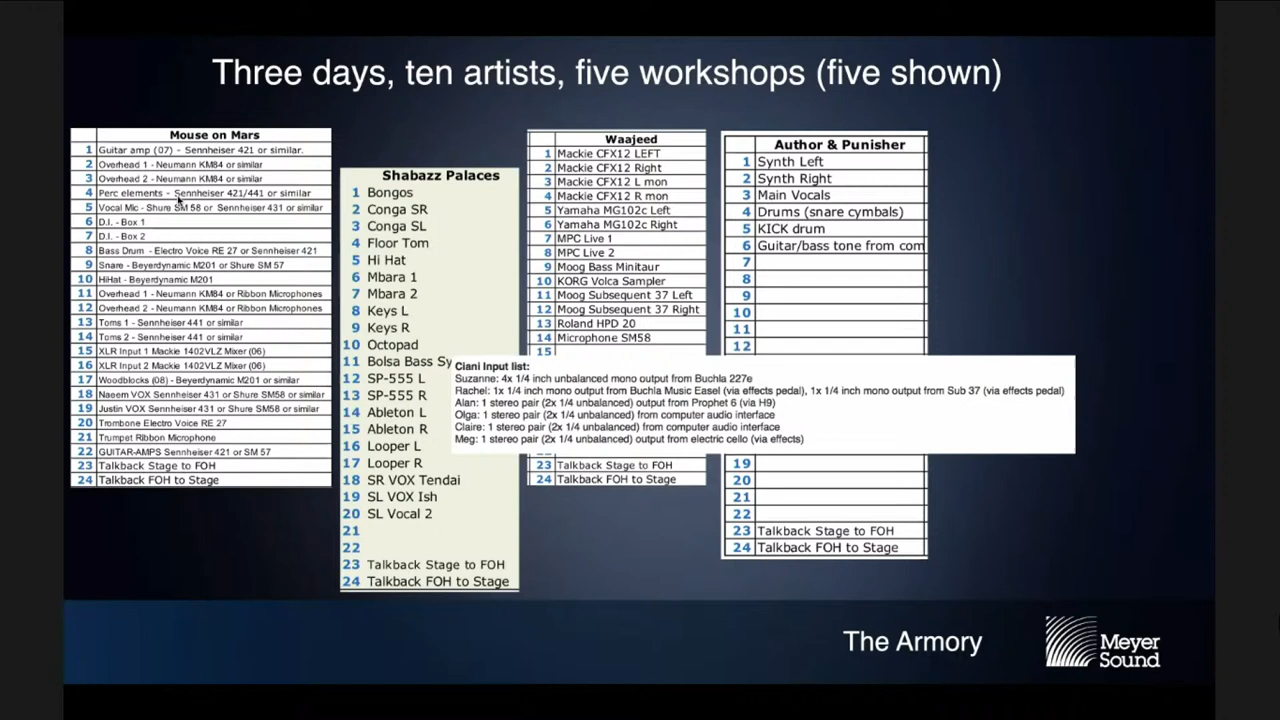 Three days, ten artists, five workshops (five shown)
Mouse on Mars
1 Guitar amp (07) - Sennheiser 421 or similar.
2 Overhead 1 - Neumann KM84 or similar
3 Overhead 2 - Neumann KM84 or similar
4 Perc elements - Sennheiser 421/441 or similar
5 Vocal Mic - Shure SM 58 or Sennheiser 431 or similar
6 D.I. - Box 1
7 D.I. - Box 2
8 Bass Drum - Electro Voice RE 27 or Sennheiser 421
9 Snare - Beyerdynamic M201 or Shure SM 57
10 HiHat - Beyerdynamic M201
11 Overhead 1 - Neumann KM84 or Ribbon Microphones
12 Overhead 2 - Neumann KM84 or Ribbon Microphones
13 Toms 1 - Sennheiser 441 or similar
14 Toms 2 - Sennheiser 441 or similar
15 XLR Input 1 Mackie 1402VLZ Mixer (06)
16 XLR Input 2 Mackie 1402VLZ Mixer (06)
17 Woodblocks (08) - Beyerdynamic M201 or similar
18 Naeem VOX Sennheiser 431 or Shure SM58 or similar
19 Justin VOX Sennheiser 431 or Shure SM58 or similar
20 Trombone Electro Voice RE 27
21 Trumpet Ribbon Microphone
22 GUITAR-AMPS Sennheiser 421 or SM 57
23 Talkback Stage to FOH
24 Talkback FOH to Stage
Shabazz Palaces
1 Bongos
2 Conga SR
3 Conga SL
4 Floor Tom
5 Hi Hat
6 Mbara 1
7 Mbara 2
8 Keys L
9 Keys R
10 Octopad
11 Bolsa Bass Sy
12 SP-555 L
13 SP-555 R
14 Ableton L
15 Ableton R
16 Looper L
17 Looper R
18 SR VOX Tendai
19 SL VOX Ish
20 SL Vocal 2
21
22
23 Talkback Stage to FOH
24 Talkback FOH to Stage
Waajeed
1 Mackie CFX12 LEFT
2 Mackie CFX12 Right
3 Mackie CFX12 L mon
4 Mackie CFX12 R mon
5 Yamaha MG102c Left
6 Yamaha MG102c Right
7 MPC Live 1
8 MPC Live 2
9 Moog Bass Minitaur
10 KORG Volca Sampler
11 Moog Subsequent 37 Left
12 Moog Subsequent 37 Right
13 Roland HPD 20
14 Microphone SM58
15
23 Talkback Stage to FOH
24 Talkback FOH to Stage
Author & Punisher
1 Synth Left
2 Synth Right
3 Main Vocals
4 Drums (snare cymbals)
5 KICK drum
6 Guitar/bass tone from com
7
8
9
10
11
12
19
20
21
22
23 Talkback Stage to FOH
24 Talkback FOH to Stage
Ciani Input list:
Suzanne: 4x 1/4 inch unbalanced mono output from Buchla 227e
Rachel: 1x 1/4 inch mono output from Buchla Music Easel (via effects pedal), 1x 1/4 inch mono output from Sub 37 (via effects pedal)
Alan: 1 stereo pair (2x 1/4 unbalanced) from Prophet 6 (via H9)
Olga: 1 stereo pair (2x 1/4 unbalanced) from computer audio interface
Claire: 1 stereo pair (2x 1/4 unbalanced) from computer audio interface
Meg: 1 stereo pair (2x 1/4 unbalanced) output from electric cello (via effects)
The Armory
Meyer
Sound